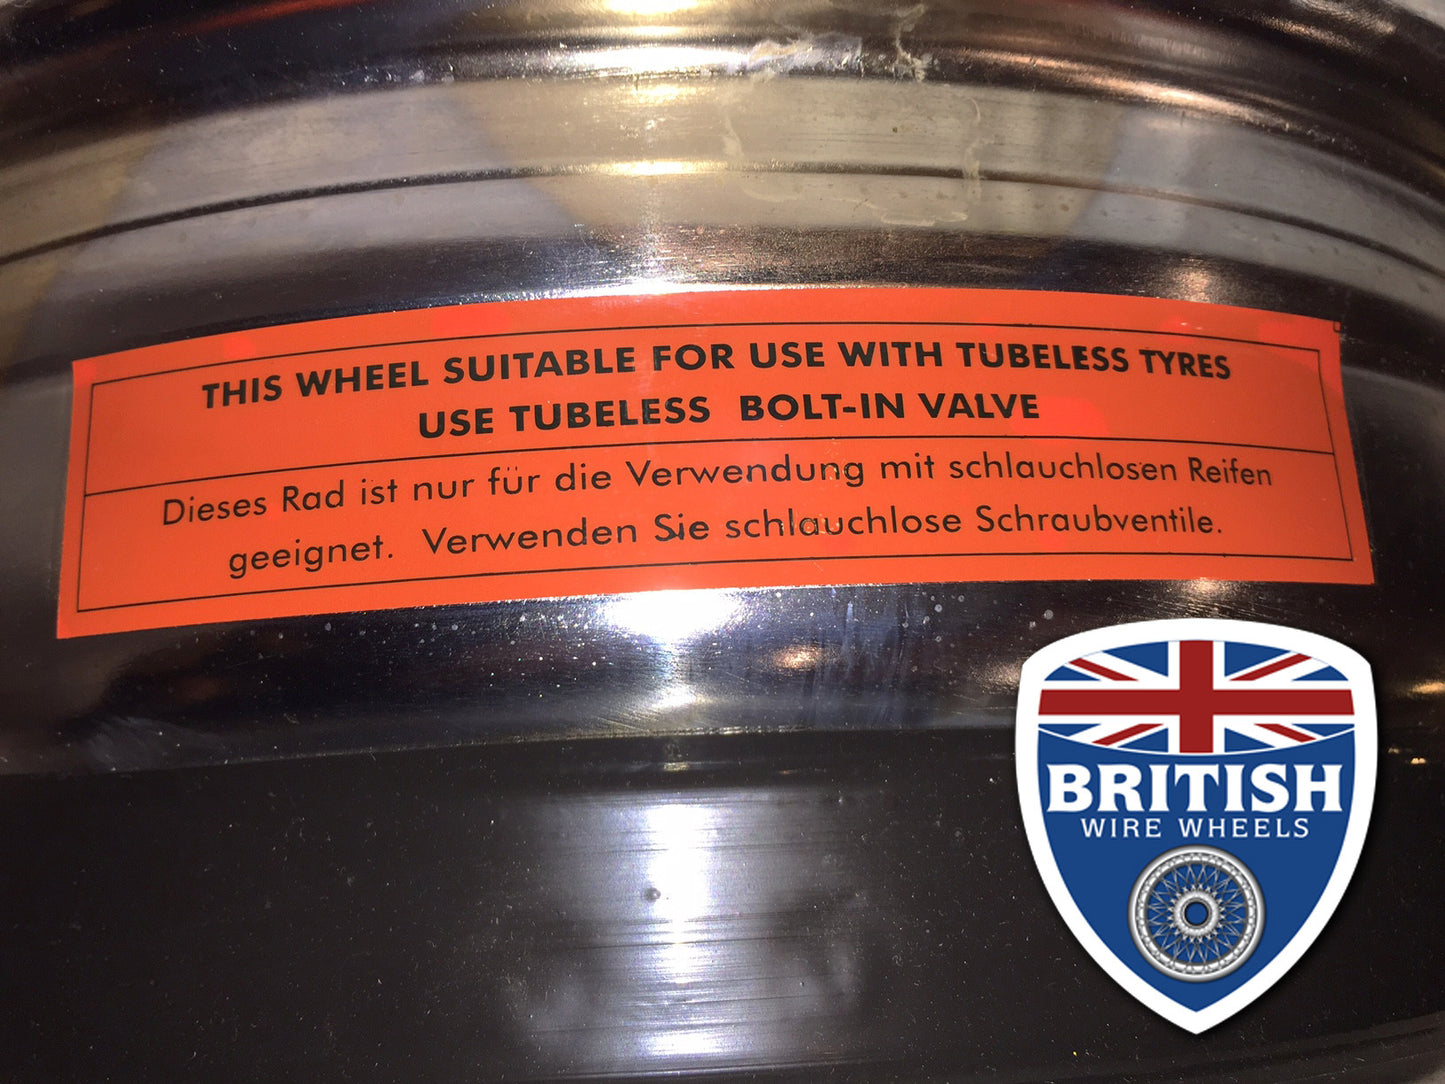 THIS WHEEL SUITABLE FOR USE WITH TUBELESS TYRES
USE TUBELESS BOLT-IN VALVE
Dieses Rad ist nur für die Verwendung mit schlauchlosen Reifen
geeignet. Verwenden Sie schlauchlose Schraubventile.
BRITISH
WIRE WHEELS